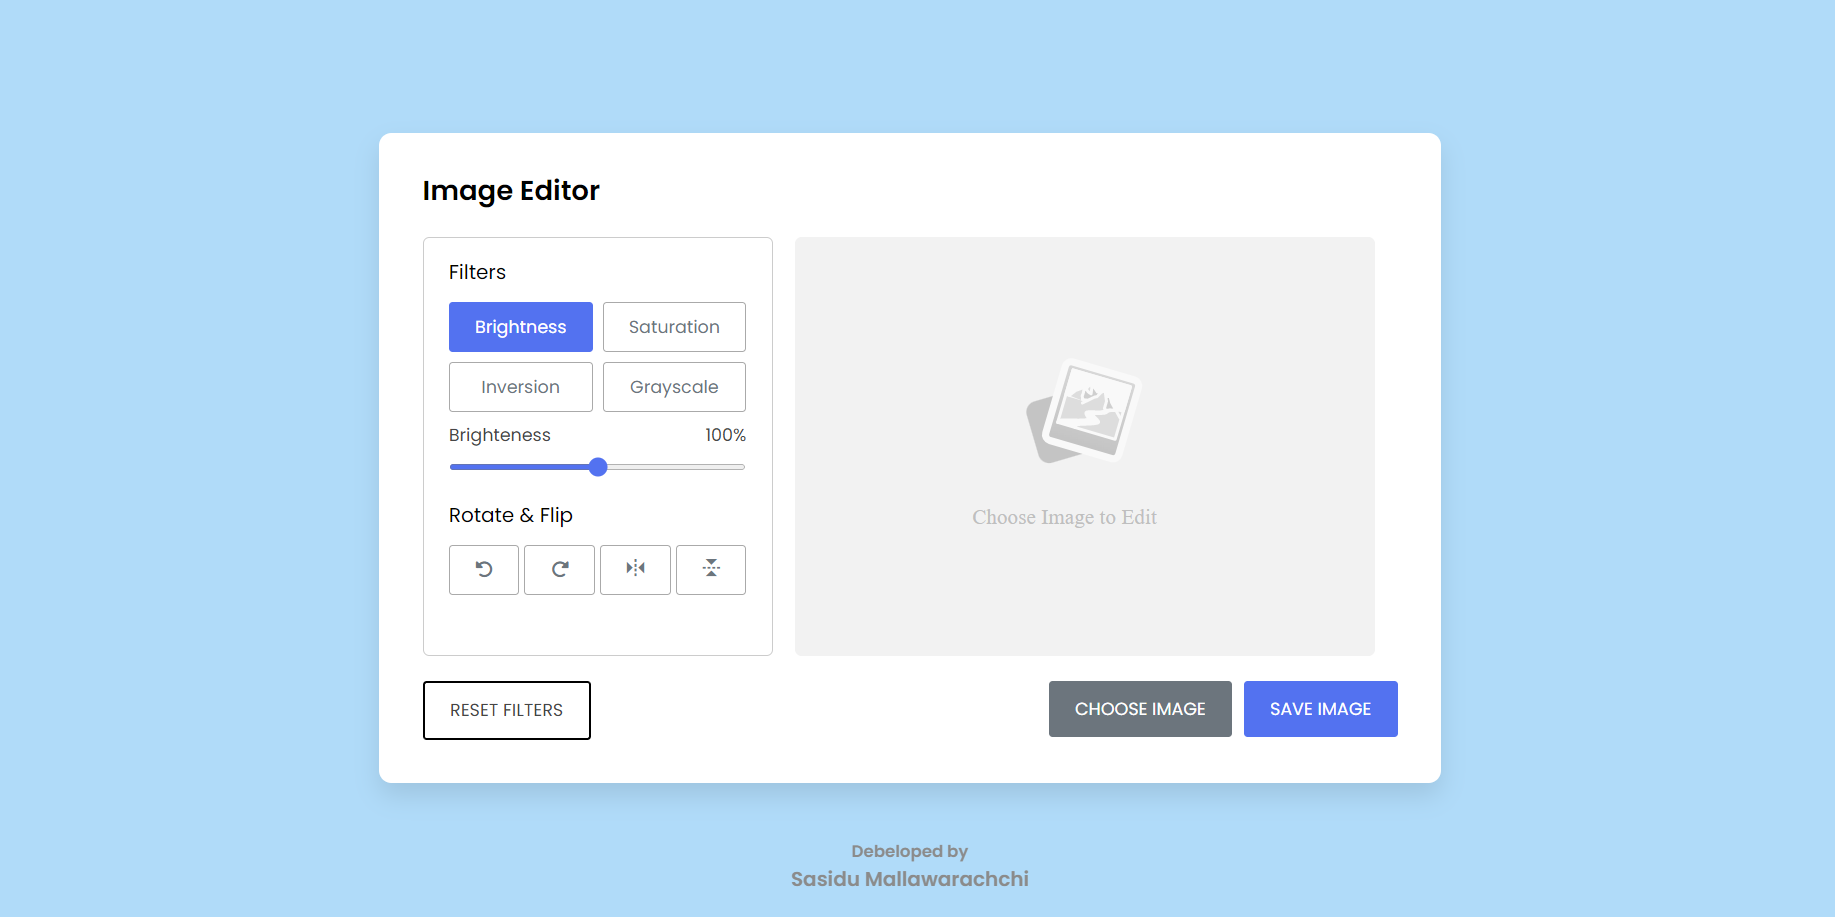 Image Editor
Filters
Brightness
Saturation
Inversion
Grayscale
Brighteness 100%
Rotate & Flip
Choose Image to Edit
RESET FILTERS
CHOOSE IMAGE
SAVE IMAGE
Debeloped by
Sasidu Mallawarachchi